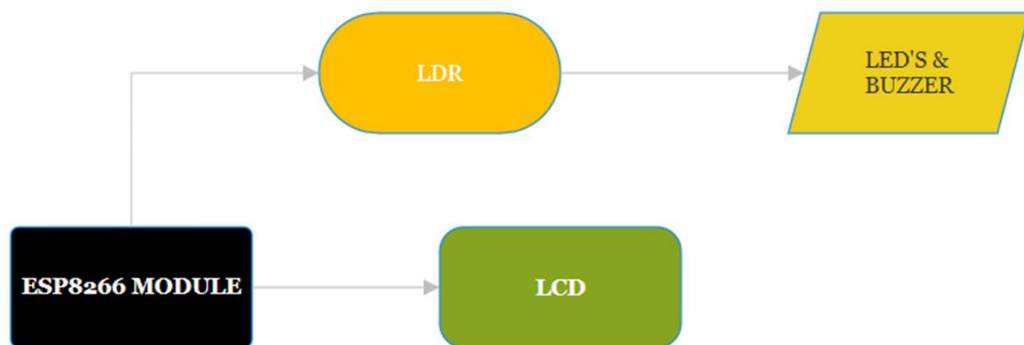 LDR
LED'S &
BUZZER
ESP8266 MODULE
LCD